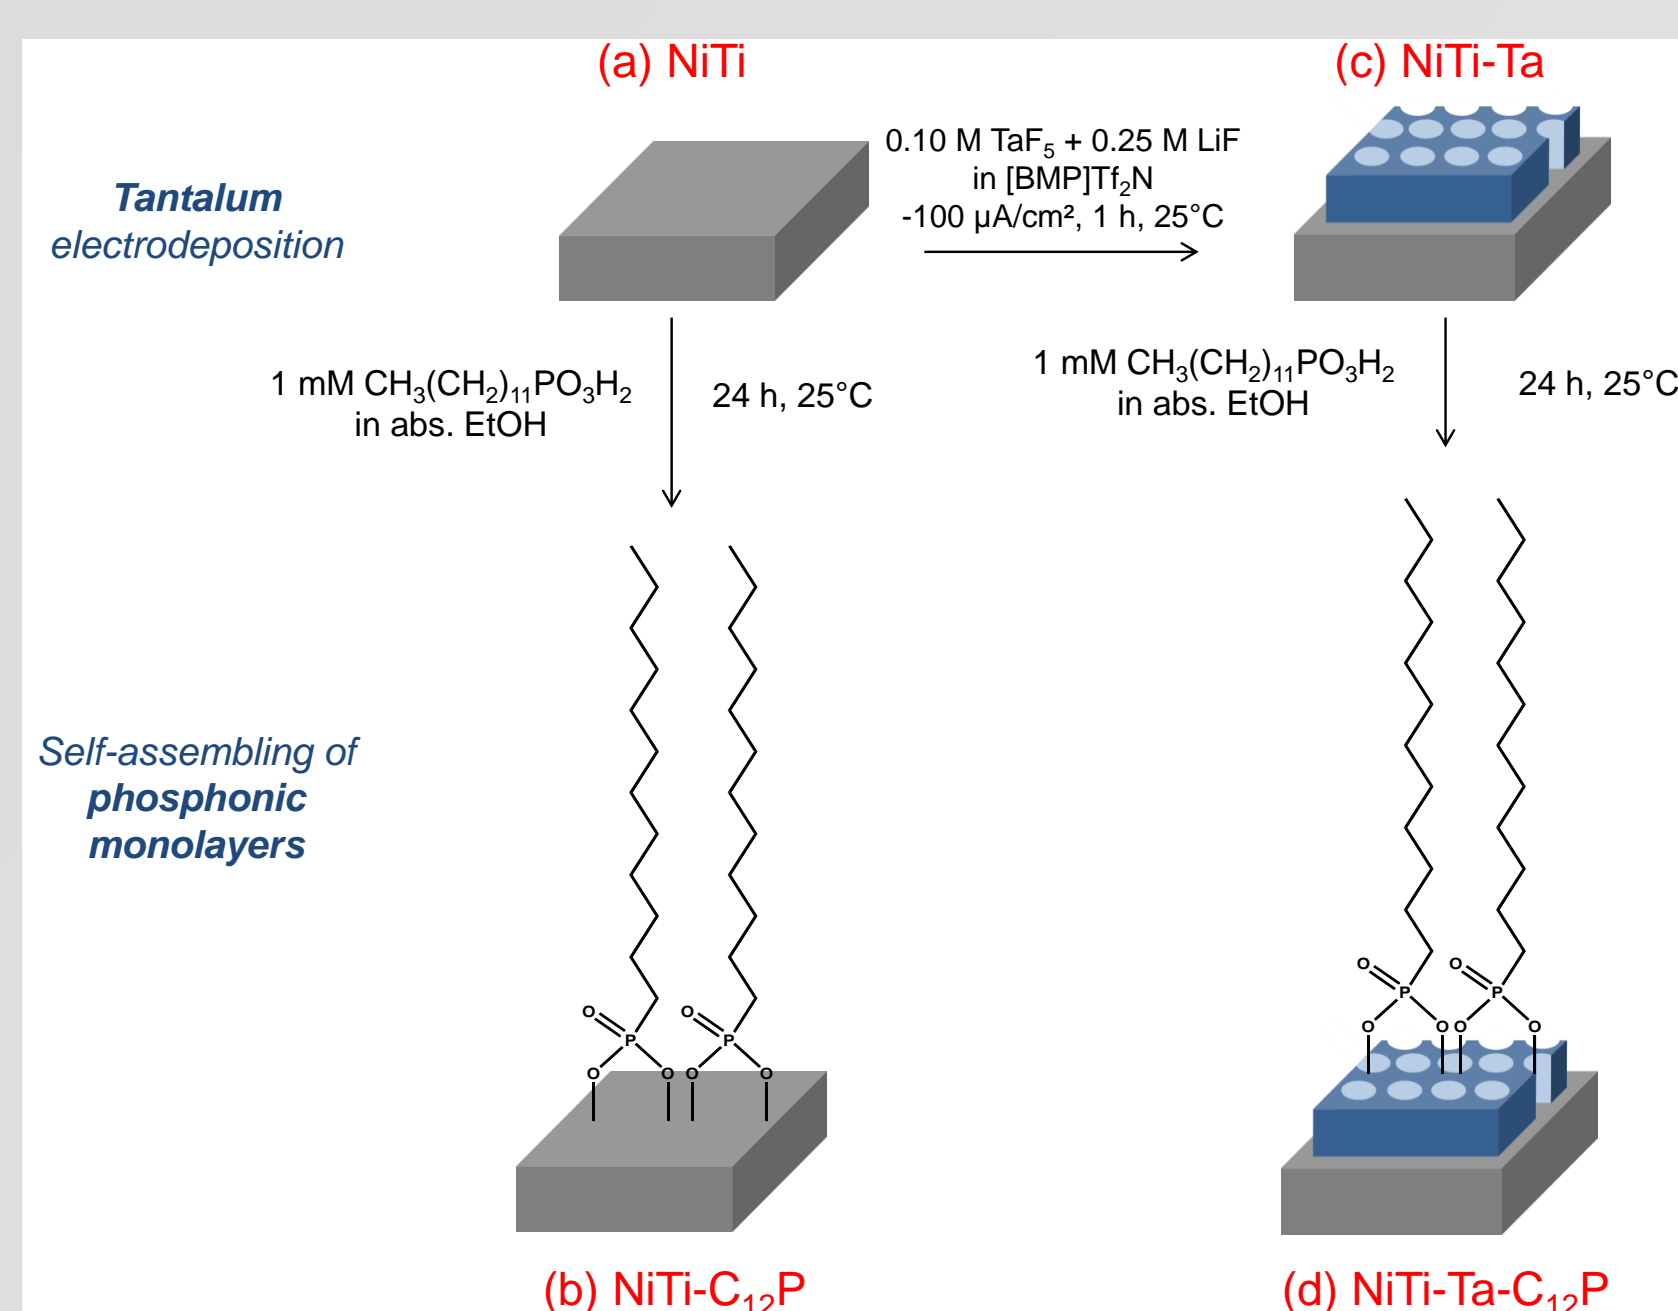 (a) NiTi
(c) NiTi-Ta
Tantalum
electrodeposition
0.10 M TaF₅ + 0.25 M LiF
in [BMP]Tf₂N
-100 µA/cm², 1 h, 25°C
1 mM CH₃(CH₂)₁₁PO₃H₂
in abs. EtOH
24 h, 25°C
1 mM CH₃(CH₂)₁₁PO₃H₂
in abs. EtOH
24 h, 25°C
Self-assembling of
phosphonic
monolayers
O O
P P
O O O O
O O
P P
O O O O
(b) NiTi-C₁₂P
(d) NiTi-Ta-C₁₂P